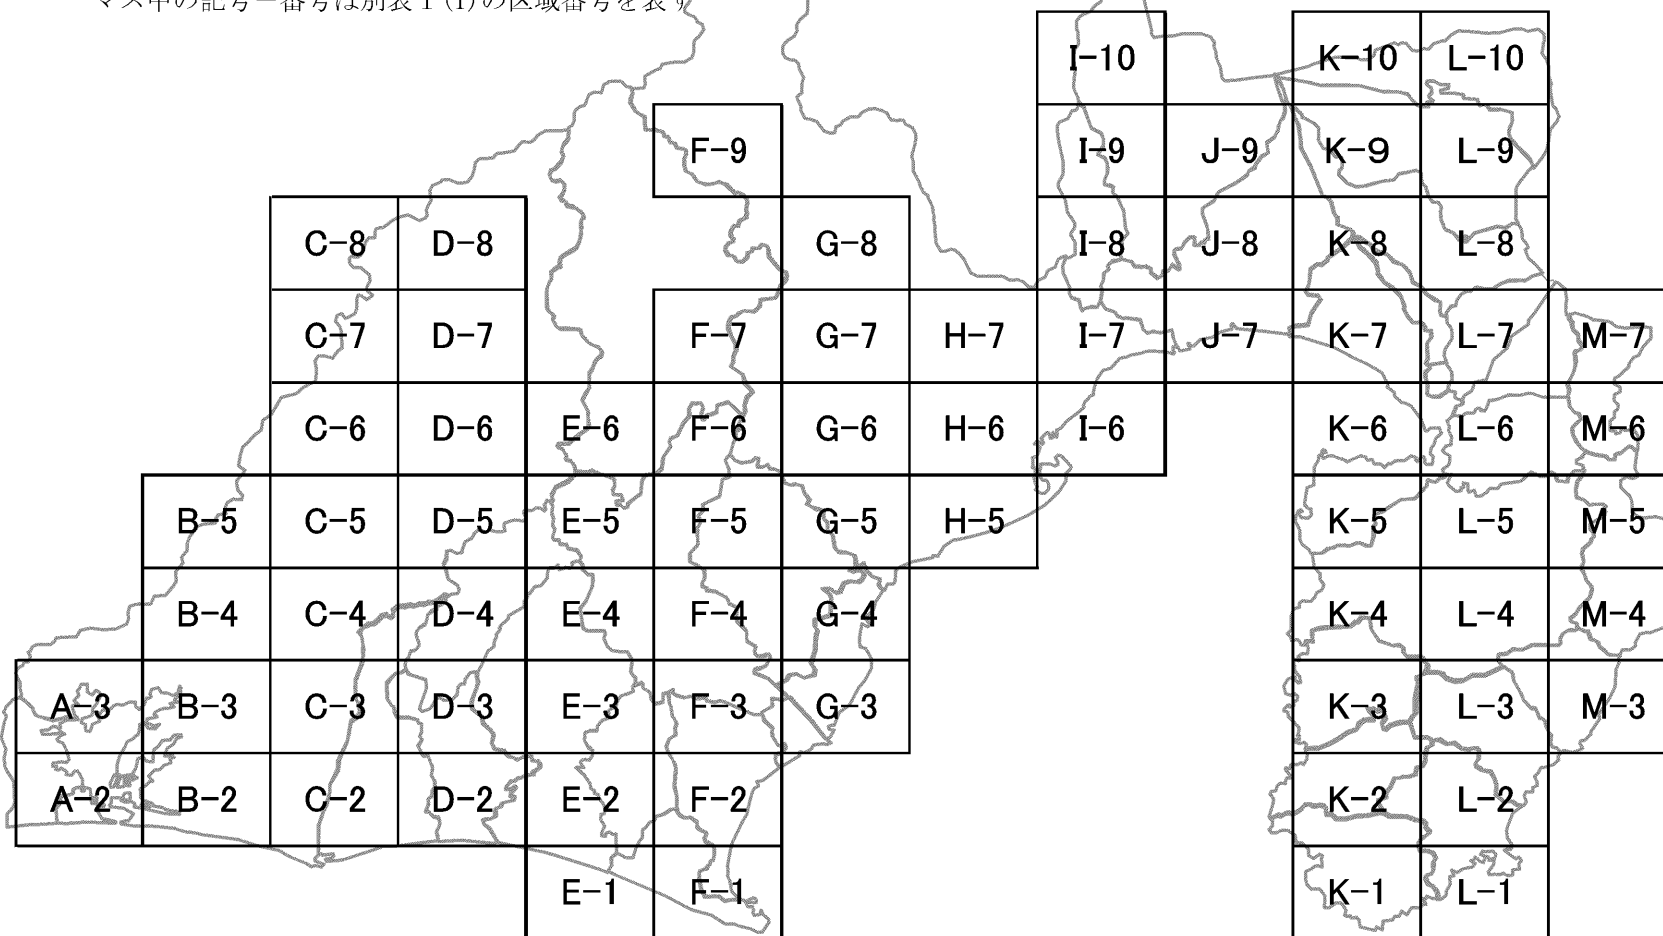 マス中の記号－番号は別表１(1)の区域番号を表す
I-10 K-10 L-10
F-9 I-9 J-9 K-9 L-9
C-8 D-8 G-8 I-8 J-8 K-8 L-8
C-7 D-7 F-7 G-7 H-7 I-7 J-7 K-7 L-7 M-7
C-6 D-6 E-6 F-6 G-6 H-6 I-6 K-6 L-6 M-6
B-5 C-5 D-5 E-5 F-5 G-5 H-5 K-5 L-5 M-5
B-4 C-4 D-4 E-4 F-4 G-4 K-4 L-4 M-4
A-3 B-3 C-3 D-3 E-3 F-3 G-3 K-3 L-3 M-3
A-2 B-2 C-2 D-2 E-2 F-2 K-2 L-2
E-1 F-1 K-1 L-1